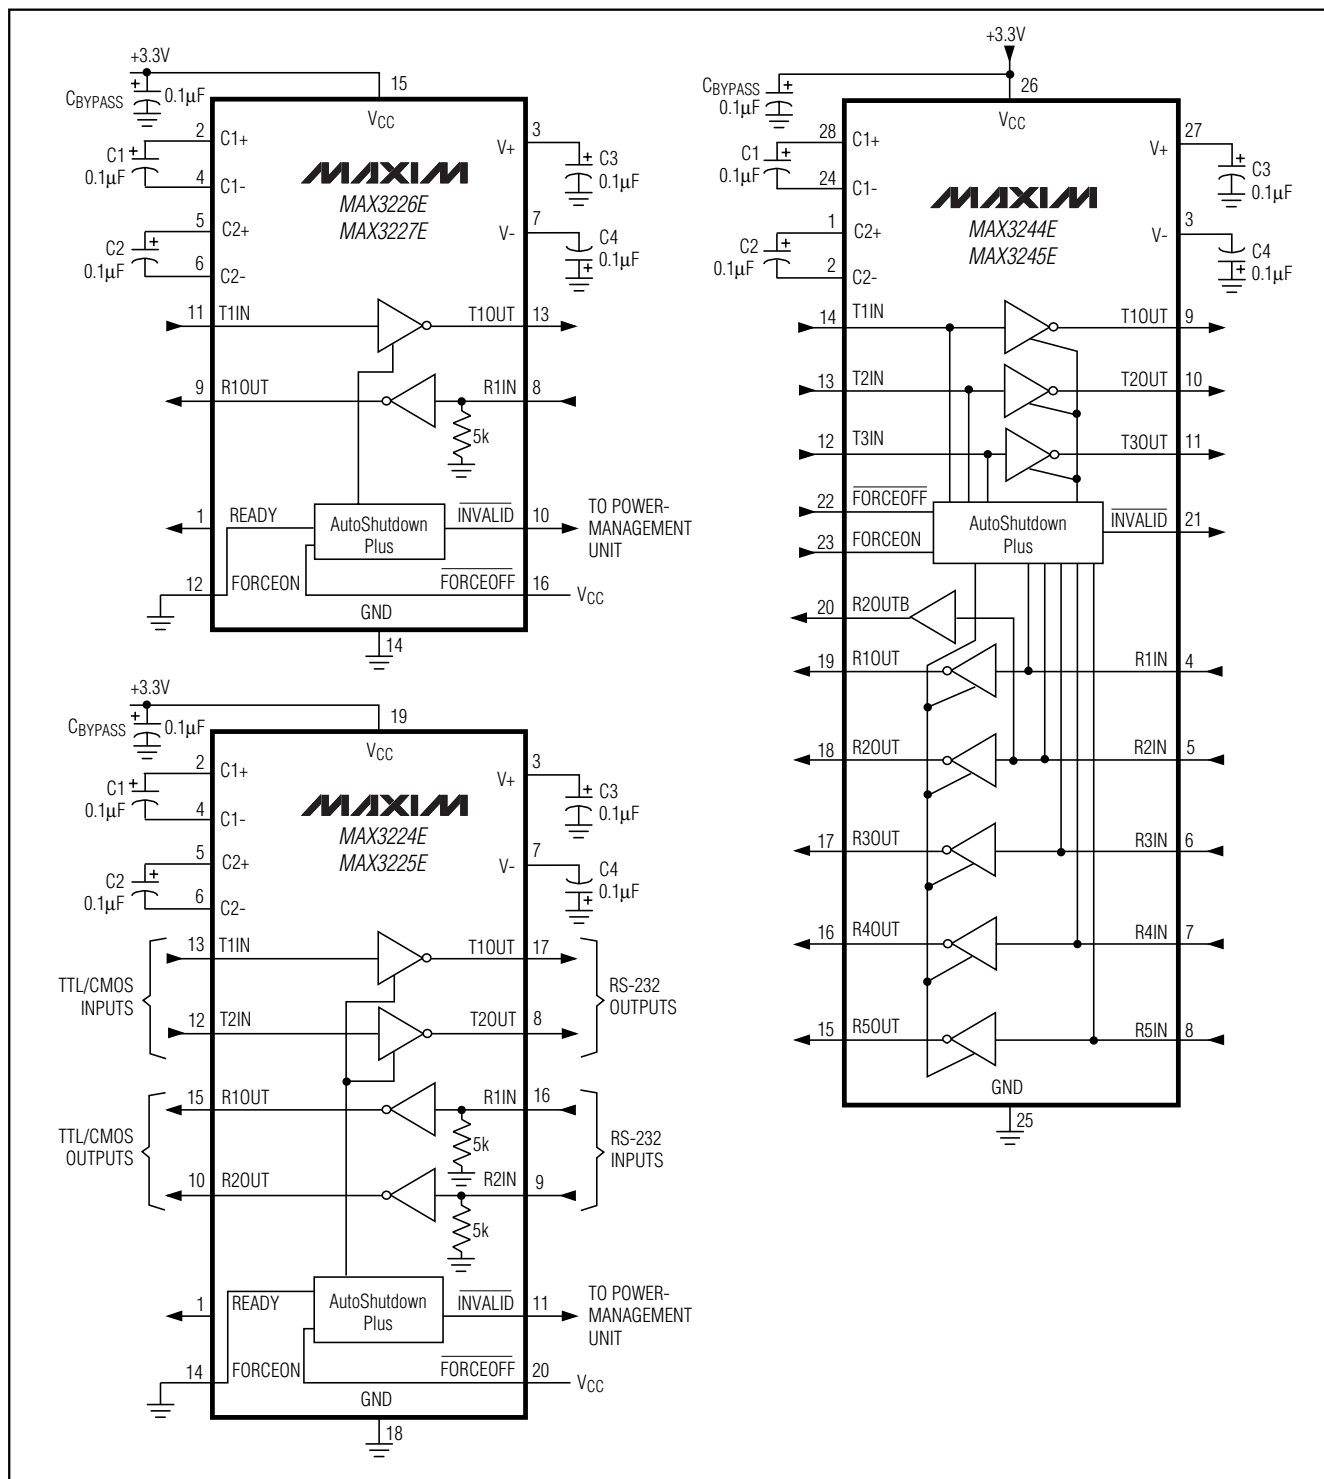 +3.3V
CBYPASS
0.1µF
15
VCC
2
C1+
C1
0.1µF
4
C1-
5
C2+
C2
0.1µF
6
C2-
3
V+
C3
0.1µF
7
V-
C4
0.1µF
MAXIM
MAX3226E
MAX3227E
11
T1IN
T1OUT
13
9
R1OUT
R1IN
8
5k
1
READY
AutoShutdown
Plus
INVALID
10
TO POWER-
MANAGEMENT
UNIT
12
FORCEON
FORCEOFF
16
VCC
GND
14
+3.3V
CBYPASS
0.1µF
19
VCC
2
C1+
C1
0.1µF
4
C1-
5
C2+
C2
0.1µF
6
C2-
3
V+
C3
0.1µF
7
V-
C4
0.1µF
MAXIM
MAX3224E
MAX3225E
13
T1IN
T1OUT
17
TTL/CMOS
INPUTS
RS-232
OUTPUTS
12
T2IN
T2OUT
8
15
R1OUT
R1IN
16
5k
TTL/CMOS
OUTPUTS
RS-232
INPUTS
10
R2OUT
R2IN
9
5k
1
READY
AutoShutdown
Plus
INVALID
11
TO POWER-
MANAGEMENT
UNIT
14
FORCEON
FORCEOFF
20
VCC
GND
18
+3.3V
CBYPASS
0.1µF
26
VCC
28
C1+
C1
0.1µF
24
C1-
1
C2+
C2
0.1µF
2
C2-
27
V+
C3
0.1µF
3
V-
C4
0.1µF
MAXIM
MAX3244E
MAX3245E
14
T1IN
T1OUT
9
13
T2IN
T2OUT
10
12
T3IN
T3OUT
11
22
FORCEOFF
AutoShutdown
Plus
INVALID
21
23
FORCEON
20
R2OUTB
19
R1OUT
R1IN
4
18
R2OUT
R2IN
5
17
R3OUT
R3IN
6
16
R4OUT
R4IN
7
15
R5OUT
R5IN
8
GND
25